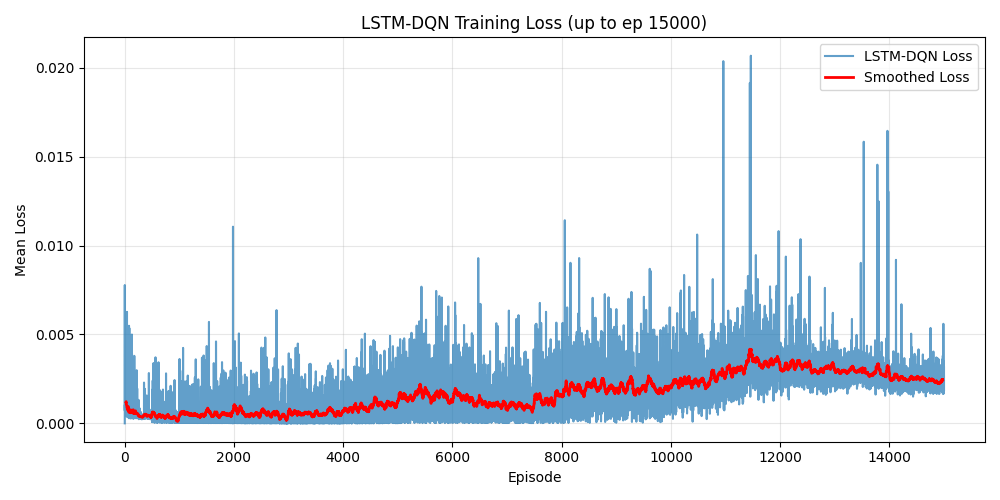 LSTM-DQN Training Loss (up to ep 15000)
LSTM-DQN Loss
Smoothed Loss
Mean Loss
0.020
0.015
0.010
0.005
0.000
0 2000 4000 6000 8000 10000 12000 14000
Episode